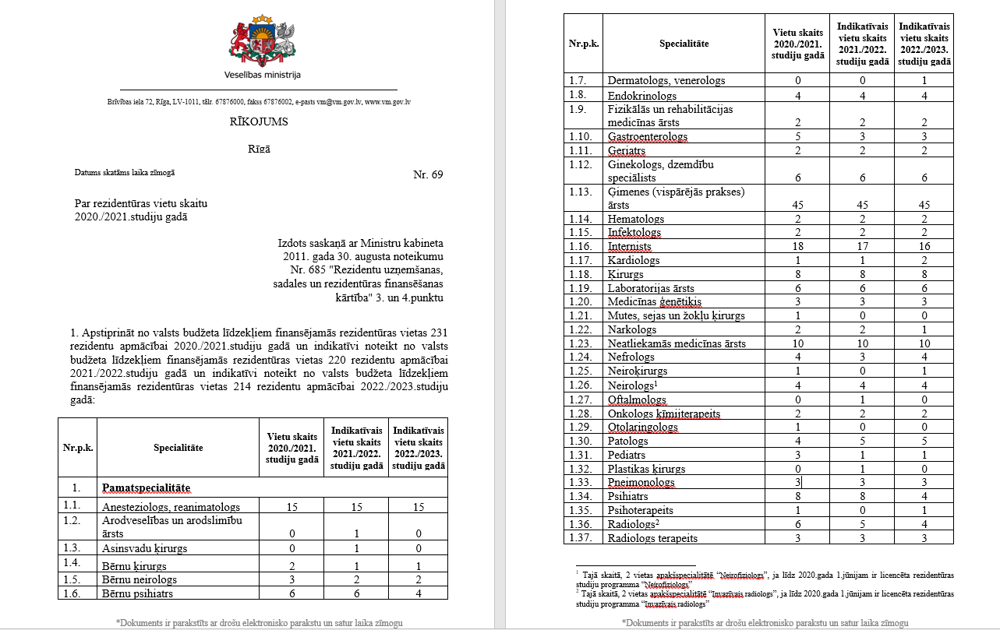 Veselības ministrija
Brīvības iela 72, Rīga, LV-1011, tālr. 67876000, fakss 67876002, e-pasts vm@vm.gov.lv, www.vm.gov.lv
RĪKOJUMS
Rīgā
Datums skatāms laika zīmogā Nr. 69
Par rezidentūras vietu skaitu
2020./2021.studiju gadā
Izdots saskaņā ar Ministru kabineta
2011. gada 30. augusta noteikumu
Nr. 685 "Rezidentu uzņemšanas,
sadales un rezidentūras finansēšanas
kārtība" 3. un 4.punktu
1. Apstiprināt no valsts budžeta līdzekļiem finansējamās rezidentūras vietas 231
rezidentu apmācībai 2020./2021.studiju gadā un indikatīvi noteikt no valsts
budžeta līdzekļiem finansējamās rezidentūras vietas 220 rezidentu apmācībai
2021./2022.studiju gadā un indikatīvi noteikt no valsts budžeta līdzekļiem
finansējamās rezidentūras vietas 214 rezidentu apmācībai 2022./2023.studiju
gadā:
Nr.p.k. Specialitāte Vietu skaits 2020./2021. studiju gadā Indikatīvais vietu skaits 2021./2022. studiju gadā Indikatīvais vietu skaits 2022./2023. studiju gadā
1. Pamatspecialitāte
1.1. Anesteziologs, reanimatologs 15 15 15
1.2. Arodveselības un arodslimību
ārsts 0 1 0
1.3. Asinsvadu ķirurgs 0 1 0
1.4. Bērnu ķirurgs 2 1 1
1.5. Bērnu neirologs 3 2 2
1.6. Bērnu psihiatrs 6 6 4
*Dokuments ir parakstīts ar drošu elektronisko parakstu un satur laika zīmogu
Nr.p.k. Specialitāte Vietu skaits 2020./2021. studiju gadā Indikatīvais vietu skaits 2021./2022. studiju gadā Indikatīvais vietu skaits 2022./2023. studiju gadā
1.7. Dermatologs, venerologs 0 0 1
1.8. Endokrinologs 4 4 4
1.9. Fizikālās un rehabilitācijas
medicīnas ārsts 2 2 2
1.10. Gastroenterologs 5 3 3
1.11. Geriatrs 2 2 2
1.12. Ginekologs, dzemdību
speciālists 6 6 6
1.13. Ģimenes (vispārējās prakses)
ārsts 45 45 45
1.14. Hematologs 2 2 2
1.15. Infektologs 2 2 2
1.16. Internists 18 17 16
1.17. Kardiologs 1 1 2
1.18. Ķirurgs 8 8 8
1.19. Laboratorijas ārsts 6 6 6
1.20. Medicīnas ģenētiķis 3 3 3
1.21. Mutes, sejas un žokļu ķirurgs 1 0 0
1.22. Narkologs 2 2 1
1.23. Neatliekamās medicīnas ārsts 10 10 10
1.24. Nefrologs 4 3 4
1.25. Neiroķirurgs 1 0 1
1.26. Neirologs¹ 4 4 4
1.27. Oftalmologs 0 1 0
1.28. Onkologs ķīmijterapeits 2 2 2
1.29. Otolaringologs 1 0 0
1.30. Patologs 4 5 5
1.31. Pediatrs 3 1 1
1.32. Plastikas ķirurgs 0 1 0
1.33. Pneimonologs 3 3 3
1.34. Psihiatrs 8 8 4
1.35. Psihoterapeits 1 0 1
1.36. Radiologs² 6 5 4
1.37. Radiologs terapeits 3 3 3
¹ Tajā skaitā, 2 vietas apakšspecialitātē “Neirofiziologs”, ja līdz 2020.gada 1.jūnijam ir licencēta rezidentūras
studiju programma “Neirofiziologs”
² Tajā skaitā, 2 vietas apakšspecialitātē “Invazīvais radiologs”, ja līdz 2020.gada 1.jūnijam ir licencēta rezidentūras
studiju programma “Invazīvais radiologs”
*Dokuments ir parakstīts ar drošu elektronisko parakstu un satur laika zīmogu